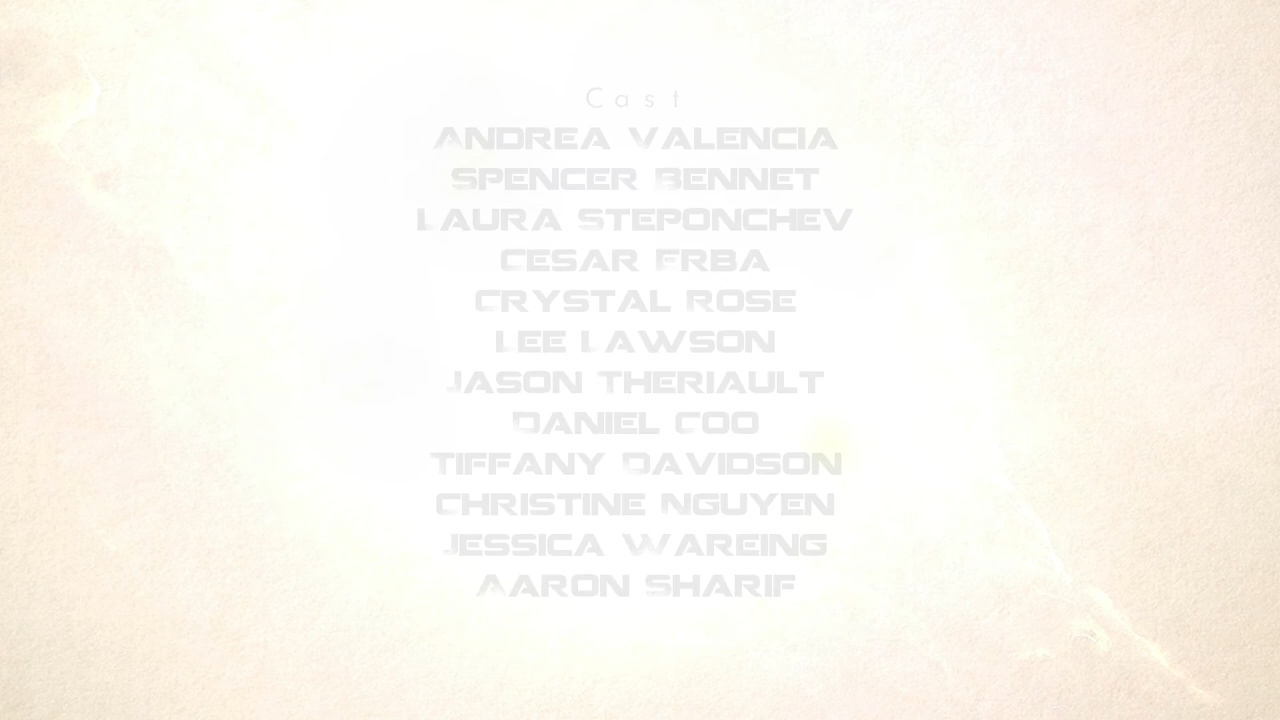 Cast
ANDREA VALENCIA
SPENCER BENNET
LAURA STEPONCHEV
CESAR ERBA
CRYSTAL ROSE
LEE LAWSON
JASON THERIAULT
DANIEL COO
TIFFANY DAVIDSON
CHRISTINE NGUYEN
JESSICA WAREING
AARON SHARIF